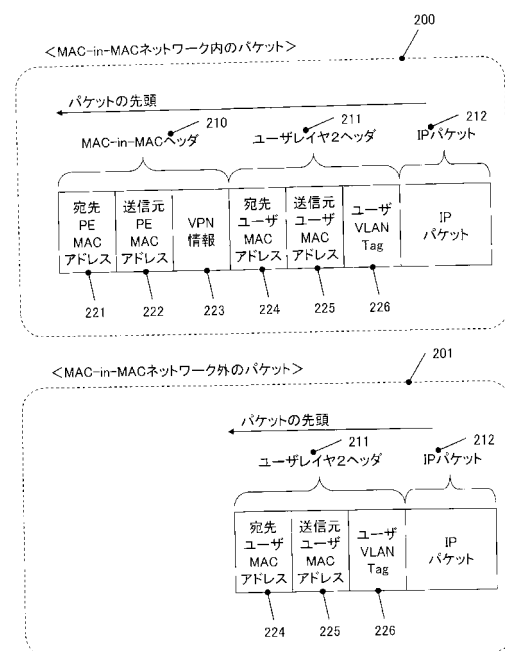 200
<MAC-in-MACネットワーク内のパケット>
パケットの先頭
210
211
212
MAC-in-MACヘッダ
ユーザレイヤ2ヘッダ
IPパケット
宛先
PE
MAC
アドレス
送信元
PE
MAC
アドレス
VPN
情報
宛先
ユーザ
MAC
アドレス
送信元
ユーザ
MAC
アドレス
ユーザ
VLAN
Tag
IP
パケット
221
222
223
224
225
226
201
<MAC-in-MACネットワーク外のパケット>
パケットの先頭
211
212
ユーザレイヤ2ヘッダ
IPパケット
宛先
ユーザ
MAC
アドレス
送信元
ユーザ
MAC
アドレス
ユーザ
VLAN
Tag
IP
パケット
224
225
226